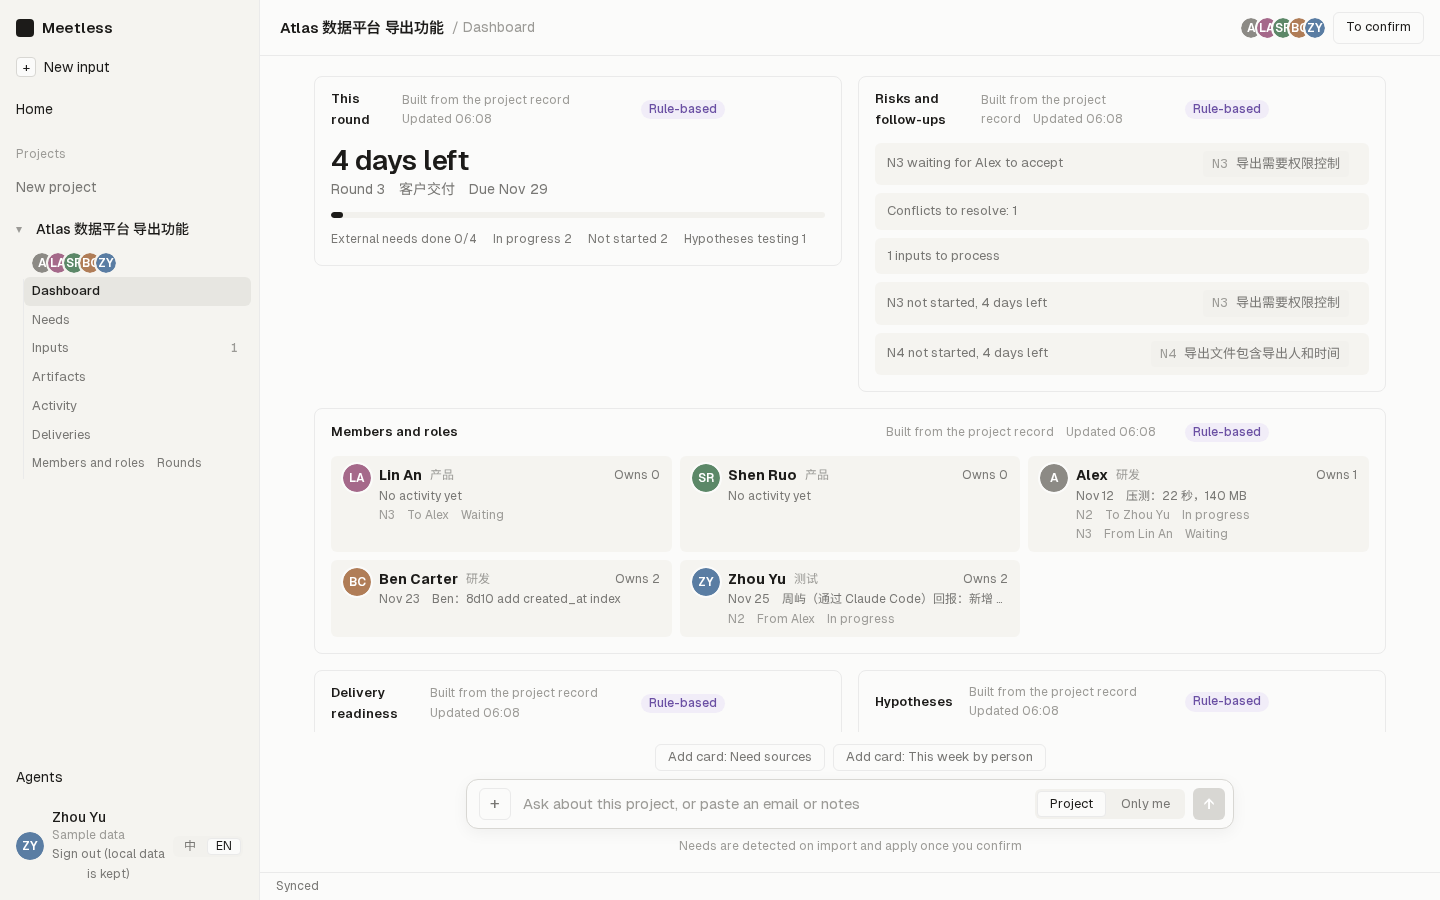 Meetless
+ New input
Home
Projects
New project
▾ Atlas 数据平台 导出功能
ZY
Dashboard
Needs
Inputs 1
Artifacts
Activity
Deliveries
Members and roles Rounds
Agents
Zhou Yu
Sample data
ZY
Sign out (local data is kept)
中 EN
Atlas 数据平台 导出功能 / Dashboard
ZY
To confirm
This round
Built from the project record
Updated 06:08
Rule-based
4 days left
Round 3 客户交付 Due Nov 29
External needs done 0/4 In progress 2 Not started 2 Hypotheses testing 1
Risks and follow-ups
Built from the project record Updated 06:08
Rule-based
N3 waiting for Alex to accept N3 导出需要权限控制
Conflicts to resolve: 1
1 inputs to process
N3 not started, 4 days left N3 导出需要权限控制
N4 not started, 4 days left N4 导出文件包含导出人和时间
Members and roles Built from the project record Updated 06:08 Rule-based
LA Lin An 产品 Owns 0
No activity yet
N3 To Alex Waiting
SR Shen Ruo 产品 Owns 0
No activity yet
A Alex 研发 Owns 1
Nov 12 压测：22 秒，140 MB
N2 To Zhou Yu In progress
N3 From Lin An Waiting
BC Ben Carter 研发 Owns 2
Nov 23 Ben：8d10 add created_at index
ZY Zhou Yu 测试 Owns 2
Nov 25 周屿（通过 Claude Code）回报：新增 …
N2 From Alex In progress
Delivery readiness
Built from the project record
Updated 06:08
Rule-based
Hypotheses
Built from the project record
Updated 06:08
Rule-based
Add card: Need sources
Add card: This week by person
+ Ask about this project, or paste an email or notes Project Only me
Needs are detected on import and apply once you confirm
Synced